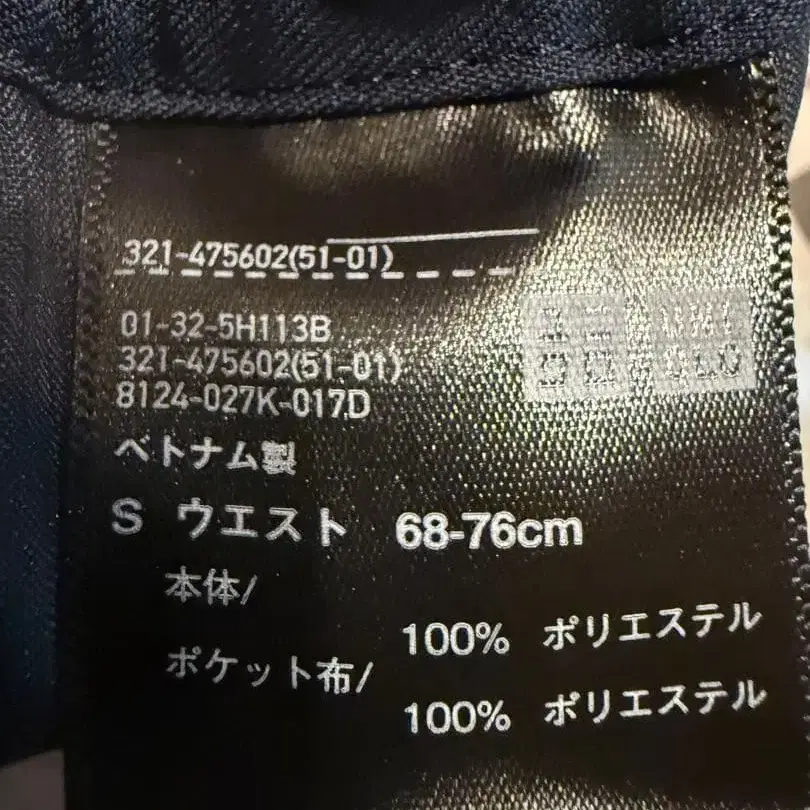 321-475602(51-01)
01-32-5H113B
321-475602(51-01)
8124-027K-017D
ベトナム製
S ウエスト 68-76cm
本体/
100% ポリエステル
ポケット布/
100% ポリエステル